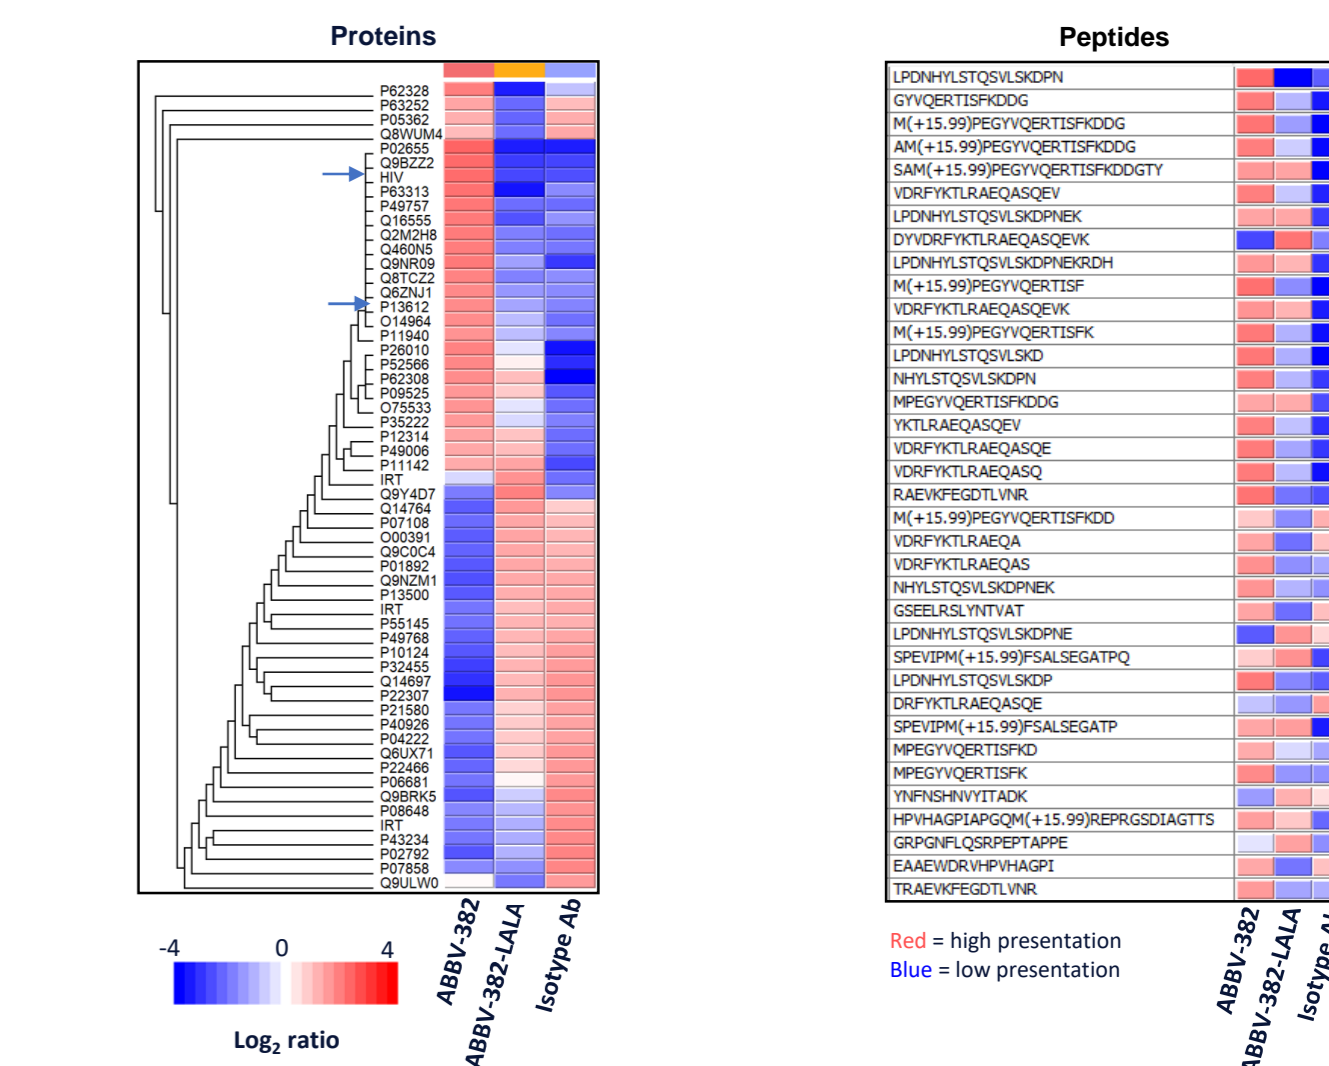 Proteins
P62328
P63252
P05362
Q8WUM4
P02655
Q9BZZ2
HIV
P63313
P49757
Q16555
Q2M2H8
Q460N5
Q9NR09
Q8TCZ2
Q6ZNJ1
P13612
O14964
P11940
P26010
P52566
P62308
P09525
O75533
P35222
P12314
P49006
P11142
IRT
Q9Y4D7
Q14764
P07108
O00391
Q9C0C4
P01892
Q9NZM1
P13500
IRT
P55145
P49768
P10124
P32455
Q14697
P22307
P21580
P40926
P04222
Q6UX71
P22466
P06681
Q9BRK5
P08648
IRT
P43234
P02792
P07858
Q9ULW0
ABBV-382
ABBV-382-LALA
Isotype Ab
-4 0 4
Log2 ratio
Peptides
LPDNHYLSTQSVLSKDPN
GYVQERTISFKDDG
M(+15.99)PEGYVQERTISFKDDG
AM(+15.99)PEGYVQERTISFKDDG
SAM(+15.99)PEGYVQERTISFKDDGTY
VDRFYKTLRAEQASQEV
LPDNHYLSTQSVLSKDPNEK
DYVDRFYKTLRAEQASQEVK
LPDNHYLSTQSVLSKDPNEKRDH
M(+15.99)PEGYVQERTISF
VDRFYKTLRAEQASQEVK
M(+15.99)PEGYVQERTISFK
LPDNHYLSTQSVLSKD
NHYLSTQSVLSKDPN
MPEGYVQERTISFKDDG
YKTLRAEQASQEV
VDRFYKTLRAEQASQE
VDRFYKTLRAEQASQ
RAEVKFEGDTLVNR
M(+15.99)PEGYVQERTISFKDD
VDRFYKTLRAEQA
VDRFYKTLRAEQAS
NHYLSTQSVLSKDPNEK
GSEELRSLYNTVAT
LPDNHYLSTQSVLSKDPNE
SPEVIPM(+15.99)FSALSEGATPQ
LPDNHYLSTQSVLSKDP
DRFYKTLRAEQASQE
SPEVIPM(+15.99)FSALSEGATP
MPEGYVQERTISFKD
MPEGYVQERTISFK
YNFNSHNVYITADK
HPVHAGPIAPGQM(+15.99)REPRGSDIAGTTS
GRPGNFLQSRPEPTAPPE
EAAEWDRVHPVHAGPI
TRAEVKFEGDTLVNR
Red = high presentation
Blue = low presentation
ABBV-382
ABBV-382-LALA
Isotype